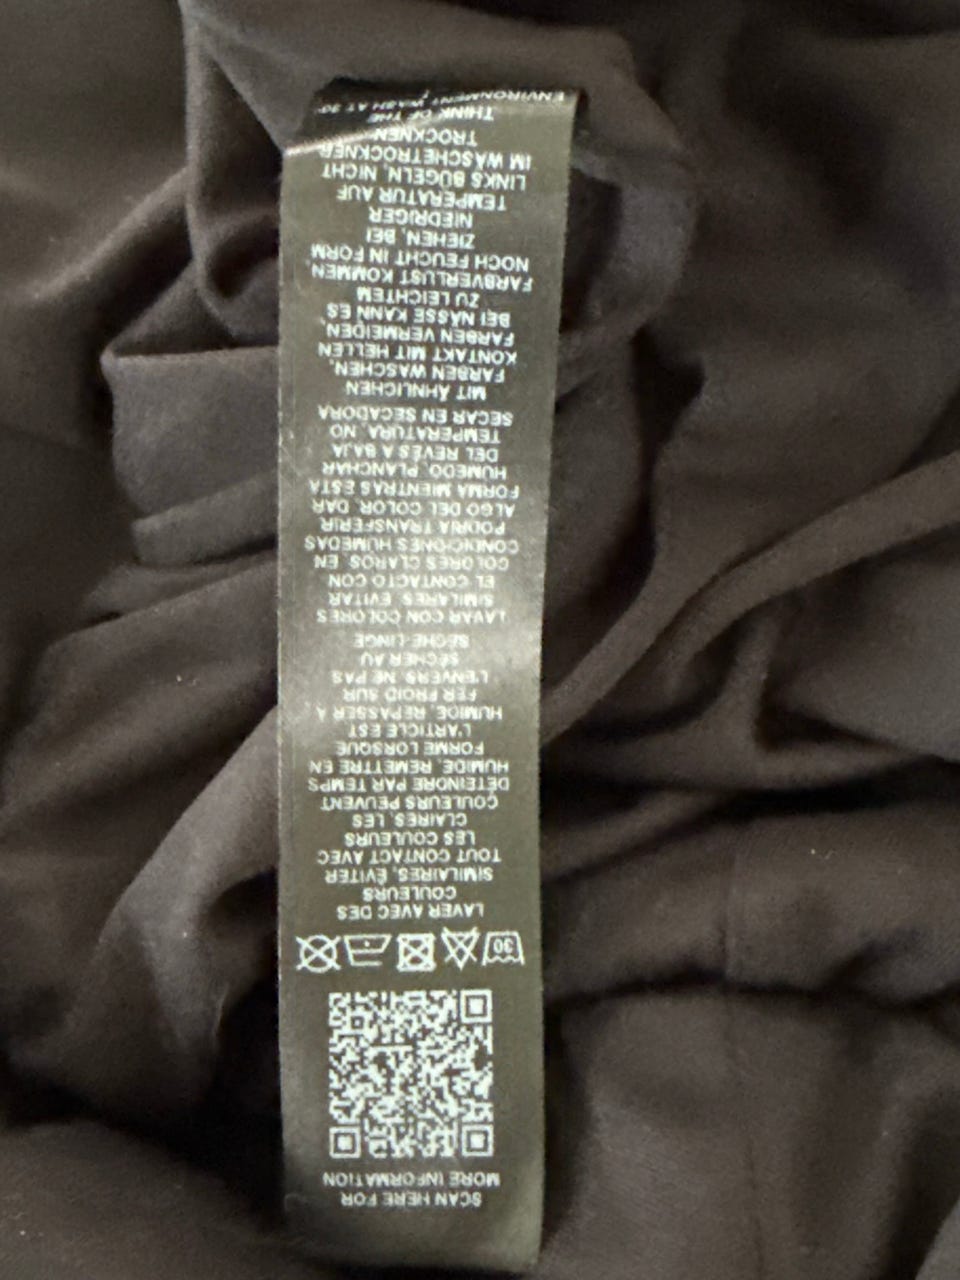 SCAN HERE FOR
MORE INFORMATION
30
LAVER AVEC DES
COULEURS
SIMILAIRES, ÉVITER
TOUT CONTACT AVEC
LES COULEURS
CLAIRES, LES
COULEURS PEUVENT
DÉTEINDRE PAR TEMPS
HUMIDE, REMETTRE EN
FORME LORSQUE
L'ARTICLE EST
HUMIDE, REPASSER À
FER FROID SUR
L'ENVERS, NE PAS
SÉCHER AU
SÈCHE-LINGE
LAVAR CON COLORES
SIMILARES, EVITAR
EL CONTACTO CON
COLORES CLAROS, EN
CONDICIONES HÚMEDAS
PODRÍA TRANSFERIR
ALGO DEL COLOR, DAR
FORMA MIENTRAS ESTÁ
HÚMEDO, PLANCHAR
DEL REVÉS A BAJA
TEMPERATURA, NO
SECAR EN SECADORA
MIT ÄHNLICHEN
FARBEN WASCHEN,
KONTAKT MIT HELLEN
FARBEN VERMEIDEN,
BEI NÄSSE KANN ES
ZU LEICHTEM
FARBVERLUST KOMMEN,
NOCH FEUCHT IN FORM
ZIEHEN, BEI
NIEDRIGER
TEMPERATUR AUF
LINKS BÜGELN, NICHT
IM WÄSCHETROCKNER
TROCKNEN
THINK OF THE
ENVIRONMENT WASH AT 30